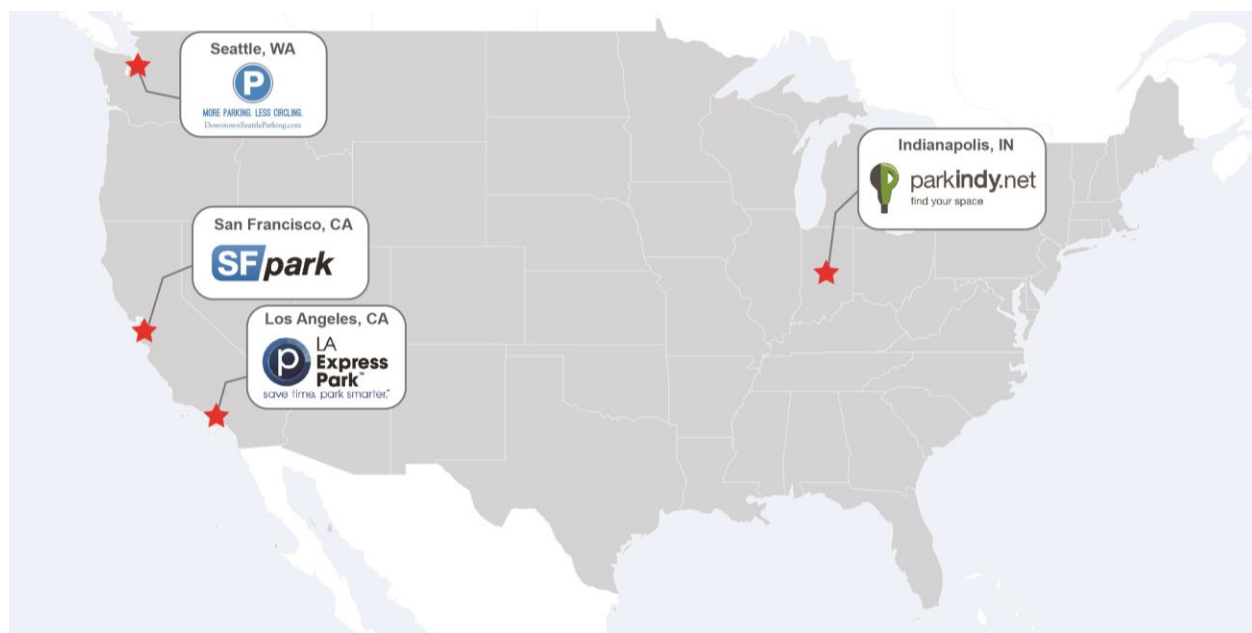 Seattle, WA
P
MORE PARKING. LESS CIRCLING.
DowntownSeattleParking.com
Indianapolis, IN
parkindy.net
find your space
San Francisco, CA
SFpark
Los Angeles, CA
p
LA
Express
Park™
save time. park smarter.™